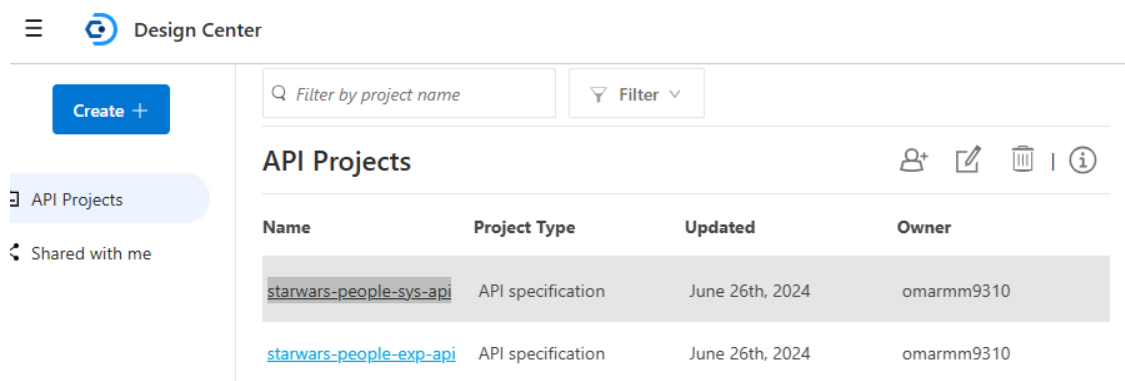 Design Center
Filter by project name Filter
Create +
API Projects
API Projects
Shared with me
Name Project Type Updated Owner
starwars-people-sys-api API specification June 26th, 2024 omarmm9310
starwars-people-exp-api API specification June 26th, 2024 omarmm9310